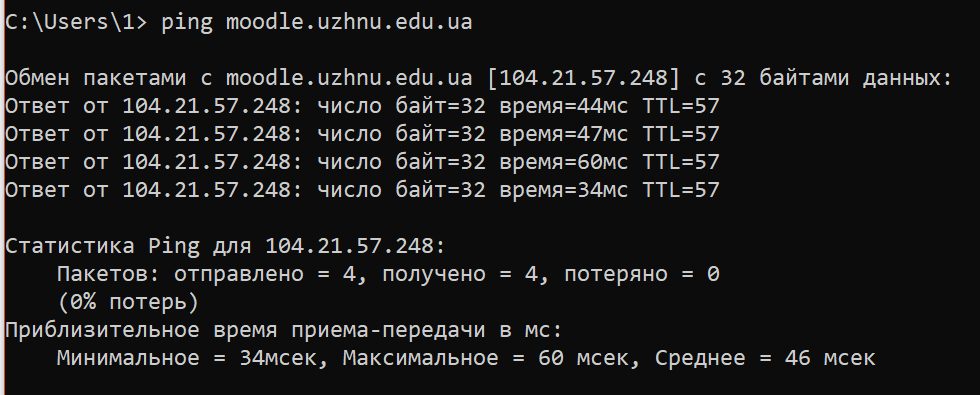 C:\Users\1> ping moodle.uzhnu.edu.ua
Обмен пакетами с moodle.uzhnu.edu.ua [104.21.57.248] с 32 байтами данных:
Ответ от 104.21.57.248: число байт=32 время=44мс TTL=57
Ответ от 104.21.57.248: число байт=32 время=47мс TTL=57
Ответ от 104.21.57.248: число байт=32 время=60мс TTL=57
Ответ от 104.21.57.248: число байт=32 время=34мс TTL=57
Статистика Ping для 104.21.57.248:
Пакетов: отправлено = 4, получено = 4, потеряно = 0
(0% потерь)
Приблизительное время приема-передачи в мс:
Минимальное = 34мсек, Максимальное = 60 мсек, Среднее = 46 мсек